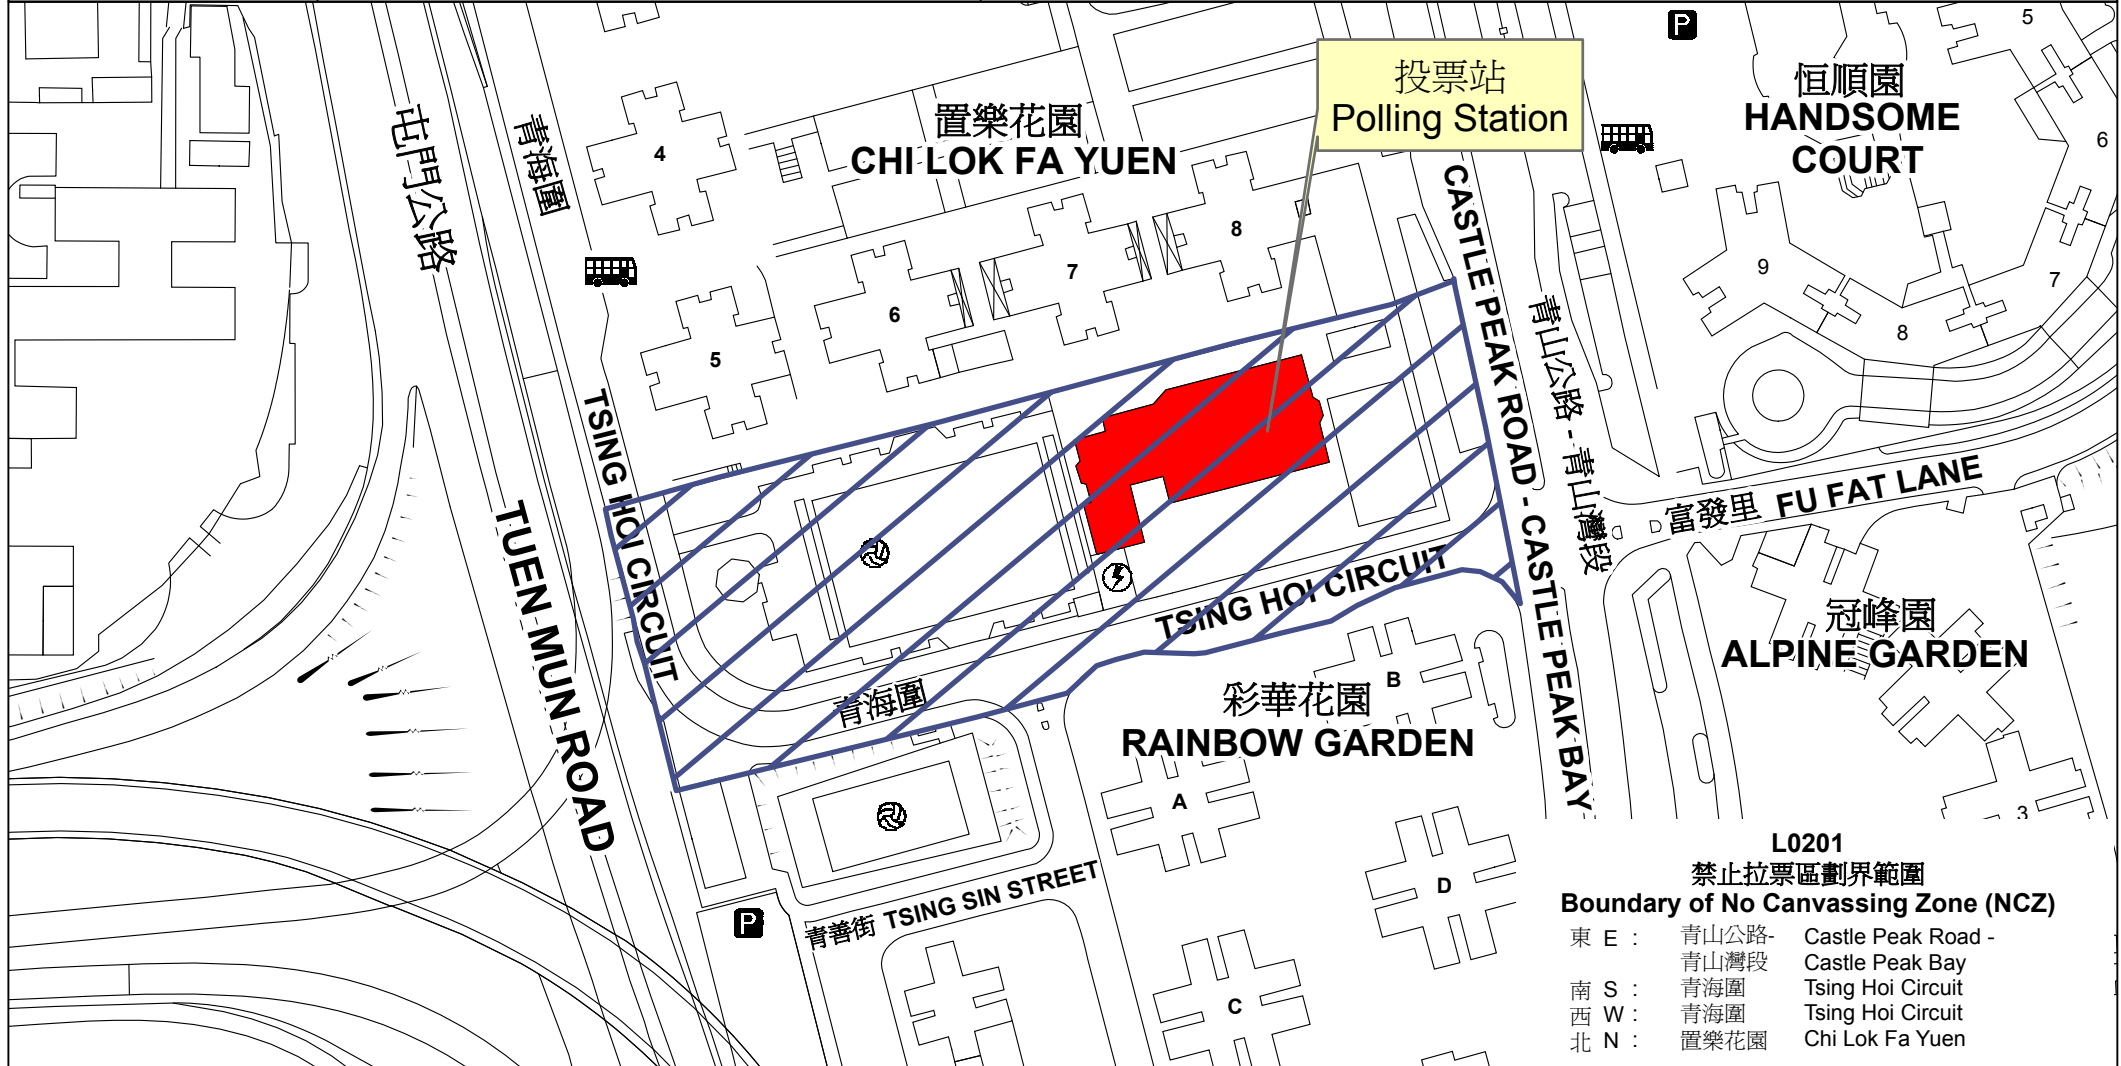 投票站
Polling Station
恒順園
HANDSOME
COURT
置樂花園
CHI LOK FA YUEN
屯門公路
青海圍
4
5
6
7
8
5
6
7
8
9
CASTLE PEAK ROAD - CASTLE PEAK BAY
青山公路 - 青山灣段
TSING HOI CIRCUIT
TUEN MUN ROAD
富發里 FU FAT LANE
TSING HOI CIRCUIT
青海圍
冠峰園
ALPINE GARDEN
彩華花園
RAINBOW GARDEN
B
A
D
C
3
P
P
青善街 TSING SIN STREET
L0201
禁止拉票區劃界範圍
Boundary of No Canvassing Zone (NCZ)
東 E : 青山公路- Castle Peak Road -
青山灣段 Castle Peak Bay
南 S : 青海圍 Tsing Hoi Circuit
西 W : 青海圍 Tsing Hoi Circuit
北 N : 置樂花園 Chi Lok Fa Yuen